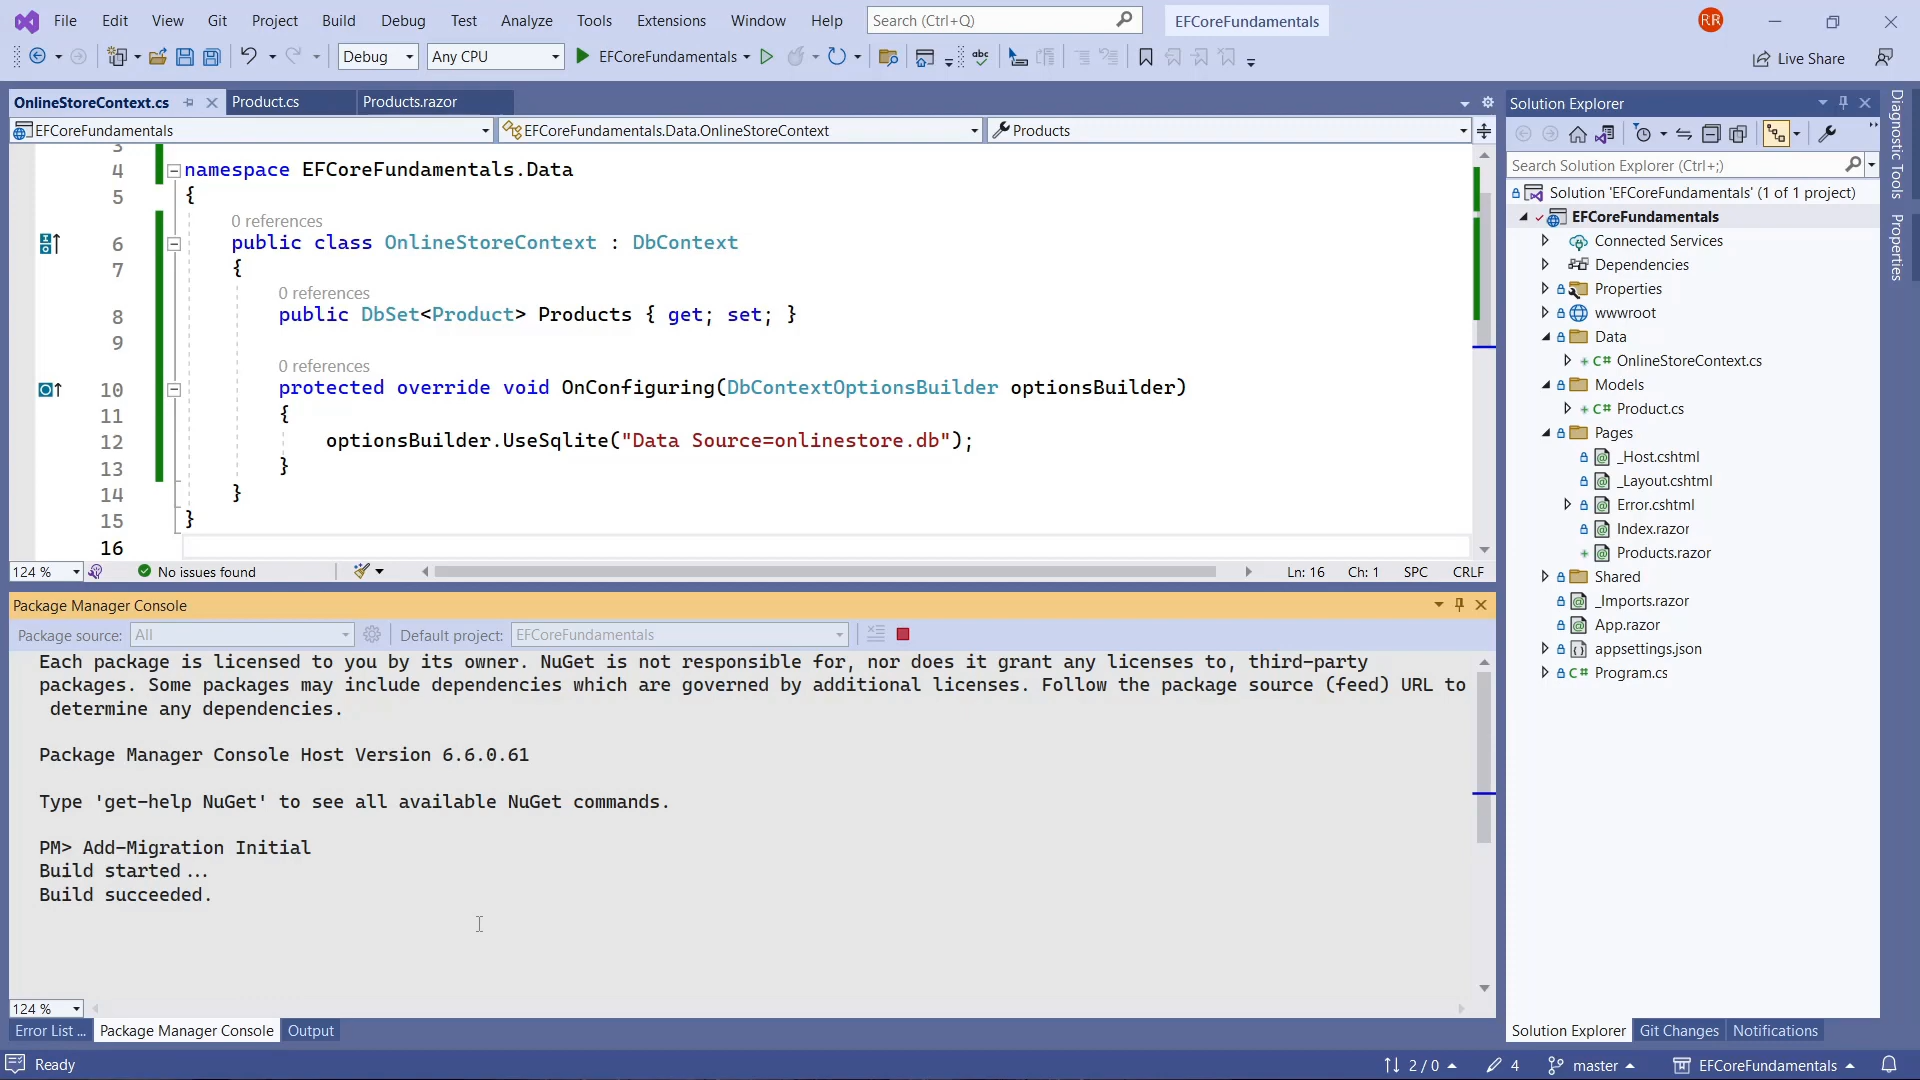 File Edit View Git Project Build Debug Test Analyze Tools Extensions Window Help Search (Ctrl+Q) EFCoreFundamentals RR
Debug Any CPU EFCoreFundamentals Live Share
OnlineStoreContext.cs Product.cs Products.razor
EFCoreFundamentals EFCoreFundamentals.Data.OnlineStoreContext Products
3
4 namespace EFCoreFundamentals.Data
5 {
0 references
6 public class OnlineStoreContext : DbContext
7 {
0 references
8 public DbSet<Product> Products { get; set; }
9
0 references
10 protected override void OnConfiguring(DbContextOptionsBuilder optionsBuilder)
11 {
12 optionsBuilder.UseSqlite("Data Source=onlinestore.db");
13 }
14 }
15 }
16
124 % No issues found Ln: 16 Ch: 1 SPC CRLF
Package Manager Console
Package source: All Default project: EFCoreFundamentals
Each package is licensed to you by its owner. NuGet is not responsible for, nor does it grant any licenses to, third-party
packages. Some packages may include dependencies which are governed by additional licenses. Follow the package source (feed) URL to
determine any dependencies.
Package Manager Console Host Version 6.6.0.61
Type 'get-help NuGet' to see all available NuGet commands.
PM> Add-Migration Initial
Build started...
Build succeeded.
124 %
Error List ... Package Manager Console Output
Solution Explorer
Search Solution Explorer (Ctrl+;)
Solution 'EFCoreFundamentals' (1 of 1 project)
EFCoreFundamentals
Connected Services
Dependencies
Properties
wwwroot
Data
C# OnlineStoreContext.cs
Models
C# Product.cs
Pages
_Host.cshtml
_Layout.cshtml
Error.cshtml
Index.razor
Products.razor
Shared
_Imports.razor
App.razor
appsettings.json
C# Program.cs
Solution Explorer Git Changes Notifications
Diagnostic Tools
Properties
Ready 2 / 0 4 master EFCoreFundamentals